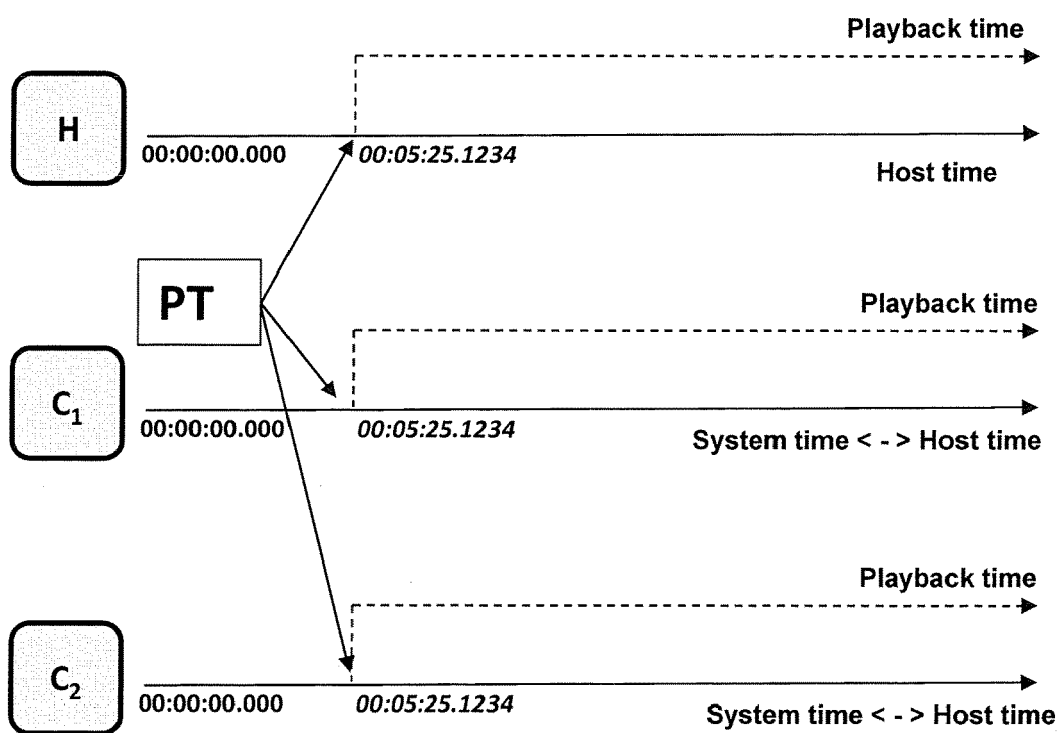 Playback time
H
00:00:00.000 00:05:25.1234
Host time
PT
Playback time
C₁
00:00:00.000 00:05:25.1234
System time < - > Host time
Playback time
C₂
00:00:00.000 00:05:25.1234
System time < - > Host time